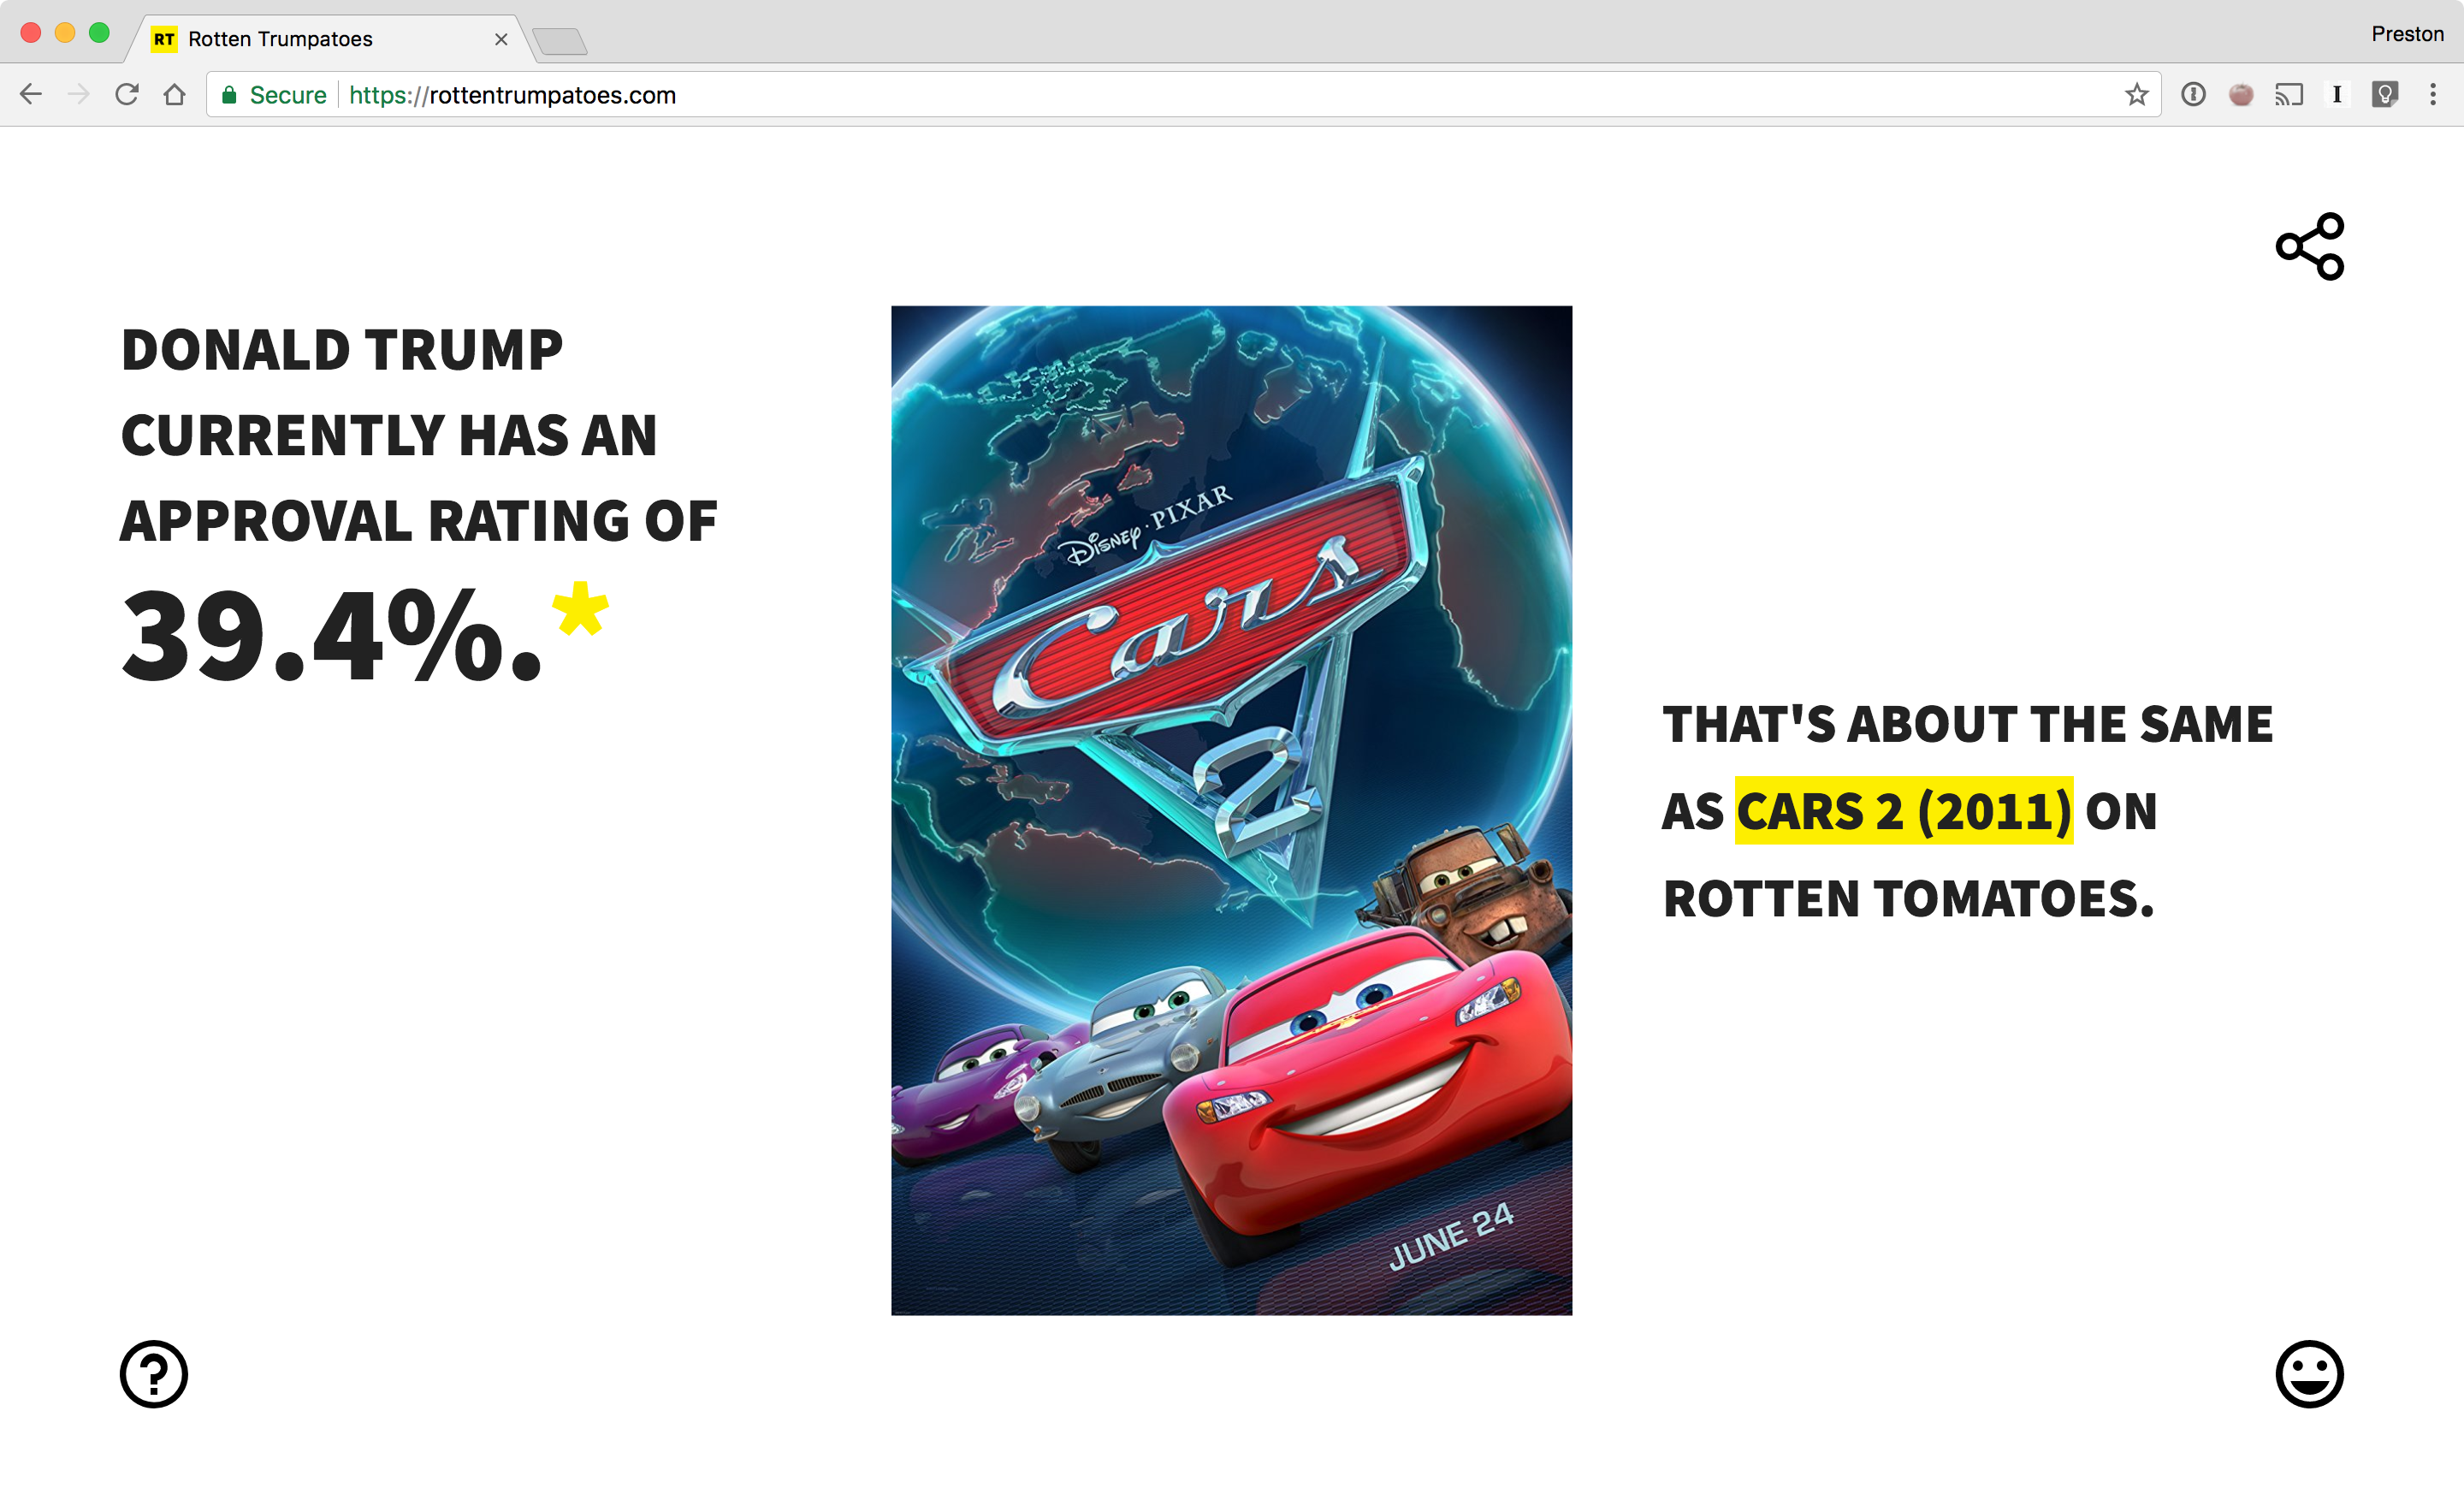 RT Rotten Trumpatoes
Preston
Secure https://rottentrumpatoes.com
DONALD TRUMP
CURRENTLY HAS AN
APPROVAL RATING OF
39.4%.*
DISNEY · PIXAR
Cars
2
JUNE 24
THAT'S ABOUT THE SAME
AS CARS 2 (2011) ON
ROTTEN TOMATOES.